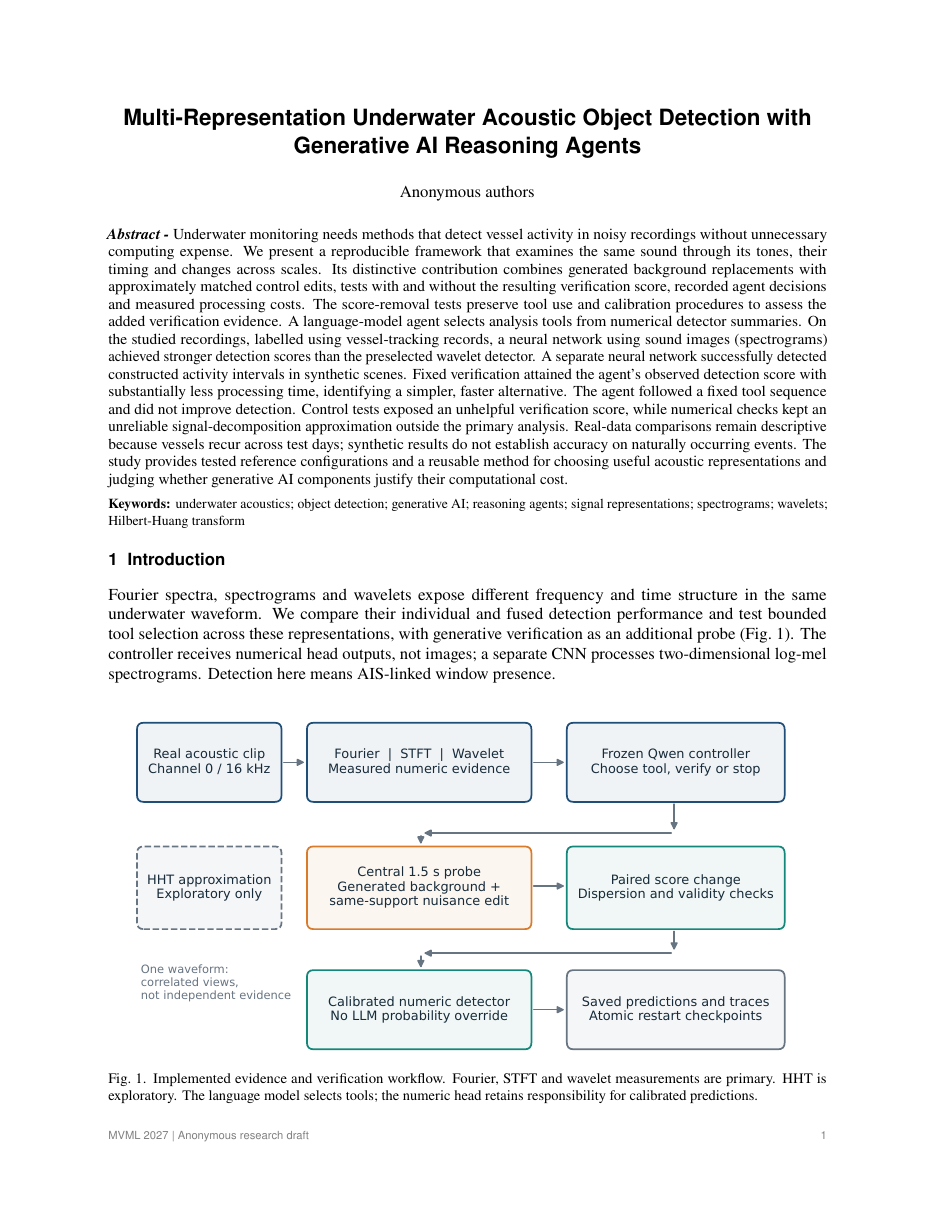 Multi-Representation Underwater Acoustic Object Detection with
Generative AI Reasoning Agents
Anonymous authors
Abstract - Underwater monitoring needs methods that detect vessel activity in noisy recordings without unnecessary
computing expense. We present a reproducible framework that examines the same sound through its tones, their
timing and changes across scales. Its distinctive contribution combines generated background replacements with
approximately matched control edits, tests with and without the resulting verification score, recorded agent decisions
and measured processing costs. The score-removal tests preserve tool use and calibration procedures to assess the
added verification evidence. A language-model agent selects analysis tools from numerical detector summaries. On
the studied recordings, labelled using vessel-tracking records, a neural network using sound images (spectrograms)
achieved stronger detection scores than the preselected wavelet detector. A separate neural network successfully detected
constructed activity intervals in synthetic scenes. Fixed verification attained the agent's observed detection score with
substantially less processing time, identifying a simpler, faster alternative. The agent followed a fixed tool sequence
and did not improve detection. Control tests exposed an unhelpful verification score, while numerical checks kept an
unreliable signal-decomposition approximation outside the primary analysis. Real-data comparisons remain descriptive
because vessels recur across test days; synthetic results do not establish accuracy on naturally occurring events. The
study provides tested reference configurations and a reusable method for choosing useful acoustic representations and
judging whether generative AI components justify their computational cost.
Keywords: underwater acoustics; object detection; generative AI; reasoning agents; signal representations; spectrograms; wavelets;
Hilbert-Huang transform
1 Introduction
Fourier spectra, spectrograms and wavelets expose different frequency and time structure in the same
underwater waveform. We compare their individual and fused detection performance and test bounded
tool selection across these representations, with generative verification as an additional probe (Fig. 1). The
controller receives numerical head outputs, not images; a separate CNN processes two-dimensional log-mel
spectrograms. Detection here means AIS-linked window presence.
Real acoustic clip
Channel 0 / 16 kHz
Fourier | STFT | Wavelet
Measured numeric evidence
Frozen Qwen controller
Choose tool, verify or stop
HHT approximation
Exploratory only
Central 1.5 s probe
Generated background +
same-support nuisance edit
Paired score change
Dispersion and validity checks
One waveform:
correlated views,
not independent evidence
Calibrated numeric detector
No LLM probability override
Saved predictions and traces
Atomic restart checkpoints
Fig. 1. Implemented evidence and verification workflow. Fourier, STFT and wavelet measurements are primary. HHT is
exploratory. The language model selects tools; the numeric head retains responsibility for calibrated predictions.
MVML 2027 | Anonymous research draft
1